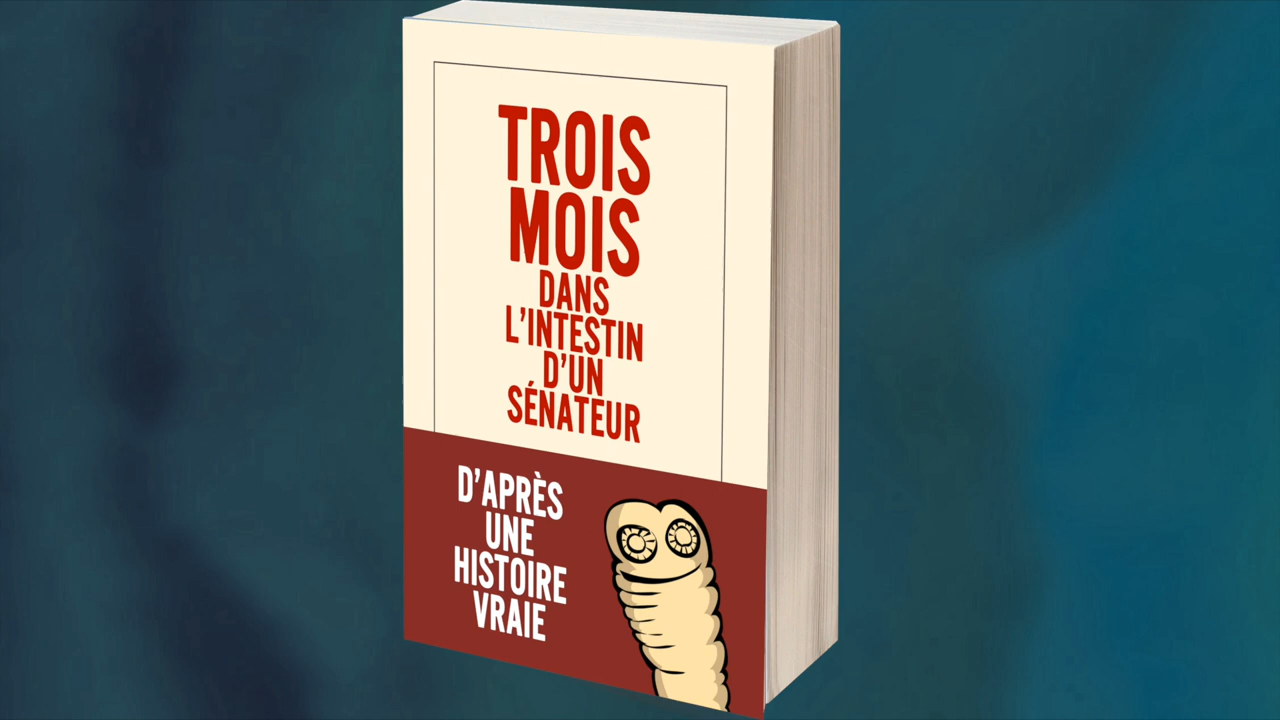 TROIS
MOIS
DANS
L'INTESTIN
D'UN
SÉNATEUR
D'APRÈS
UNE
HISTOIRE
VRAIE